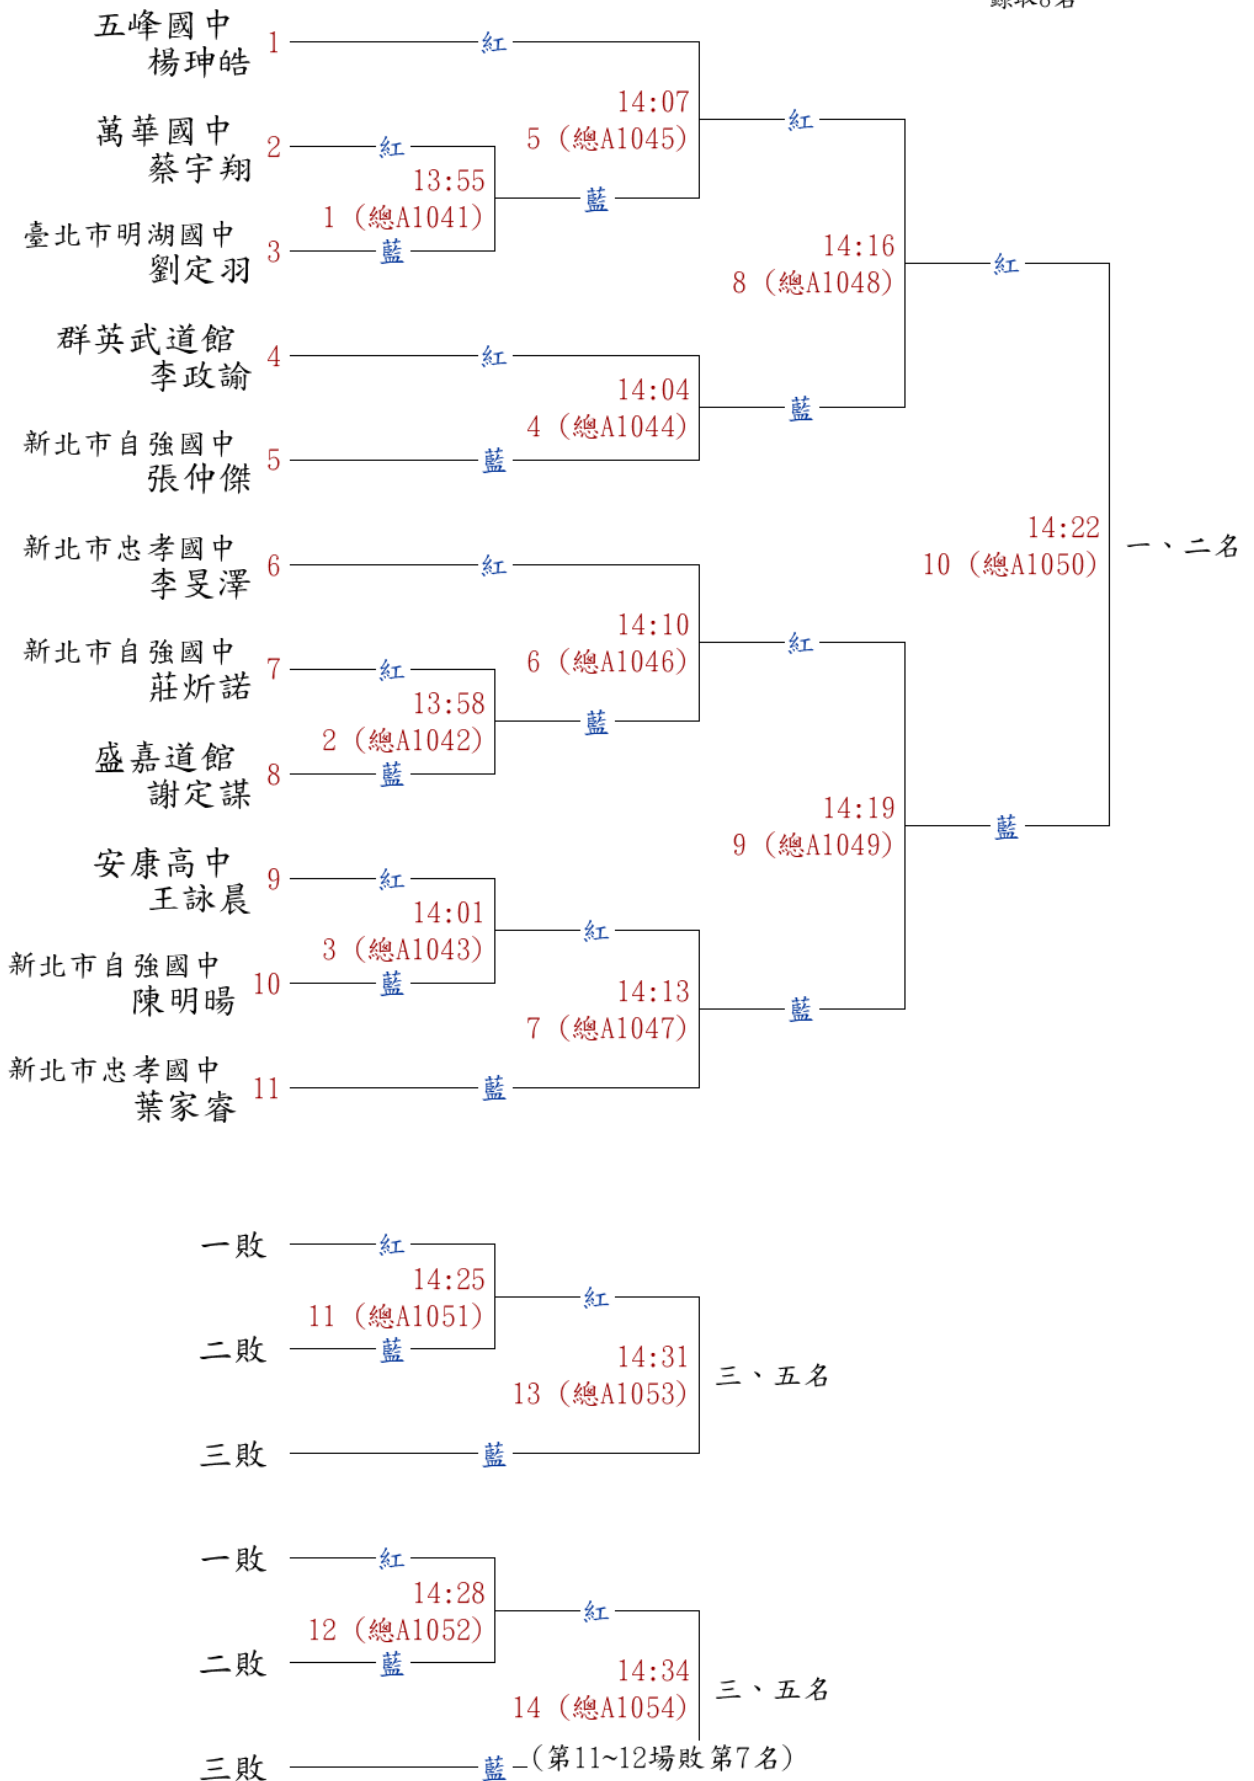 錄取8名
五峰國中
楊珅皓
1
紅
14:07
5 (總A1045)
紅
萬華國中
蔡宇翔
2
紅
13:55
1 (總A1041)
藍
臺北市明湖國中
劉定羽
3
藍
14:16
8 (總A1048)
紅
群英武道館
李政諭
4
紅
14:04
4 (總A1044)
藍
新北市自強國中
張仲傑
5
藍
14:22
10 (總A1050)
一、二名
新北市忠孝國中
李旻澤
6
紅
14:10
6 (總A1046)
紅
新北市自強國中
莊炘諾
7
紅
13:58
2 (總A1042)
藍
盛嘉道館
謝定謀
8
藍
14:19
9 (總A1049)
藍
安康高中
王詠晨
9
紅
14:01
3 (總A1043)
紅
新北市自強國中
陳明暘
10
藍
14:13
7 (總A1047)
藍
新北市忠孝國中
葉家睿
11
藍
一敗
紅
14:25
11 (總A1051)
紅
二敗
藍
14:31
13 (總A1053)
三、五名
三敗
藍
一敗
紅
14:28
12 (總A1052)
紅
二敗
藍
14:34
14 (總A1054)
三、五名
(第11~12場敗第7名)
三敗
藍